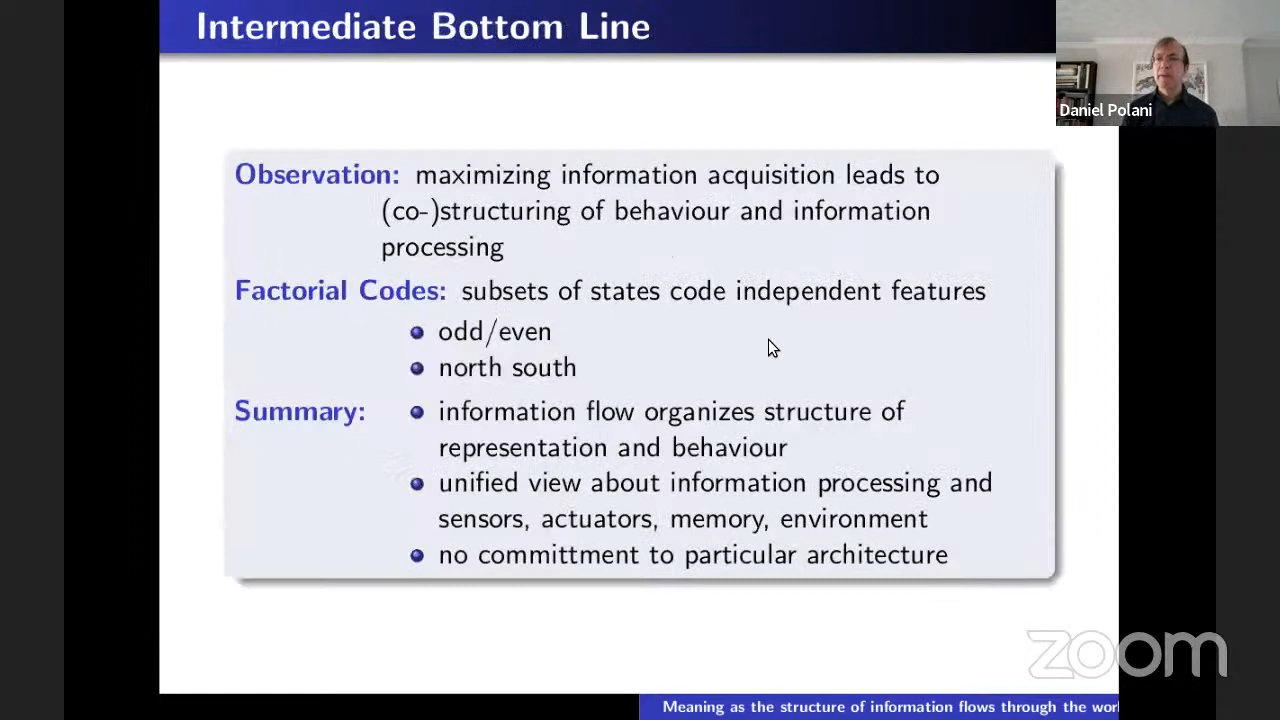 Intermediate Bottom Line
Daniel Polani
Observation: maximizing information acquisition leads to
(co-)structuring of behaviour and information
processing
Factorial Codes: subsets of states code independent features
odd/even
north south
Summary: information flow organizes structure of
representation and behaviour
unified view about information processing and
sensors, actuators, memory, environment
no committment to particular architecture
zoom
Meaning as the structure of information flows through the wor